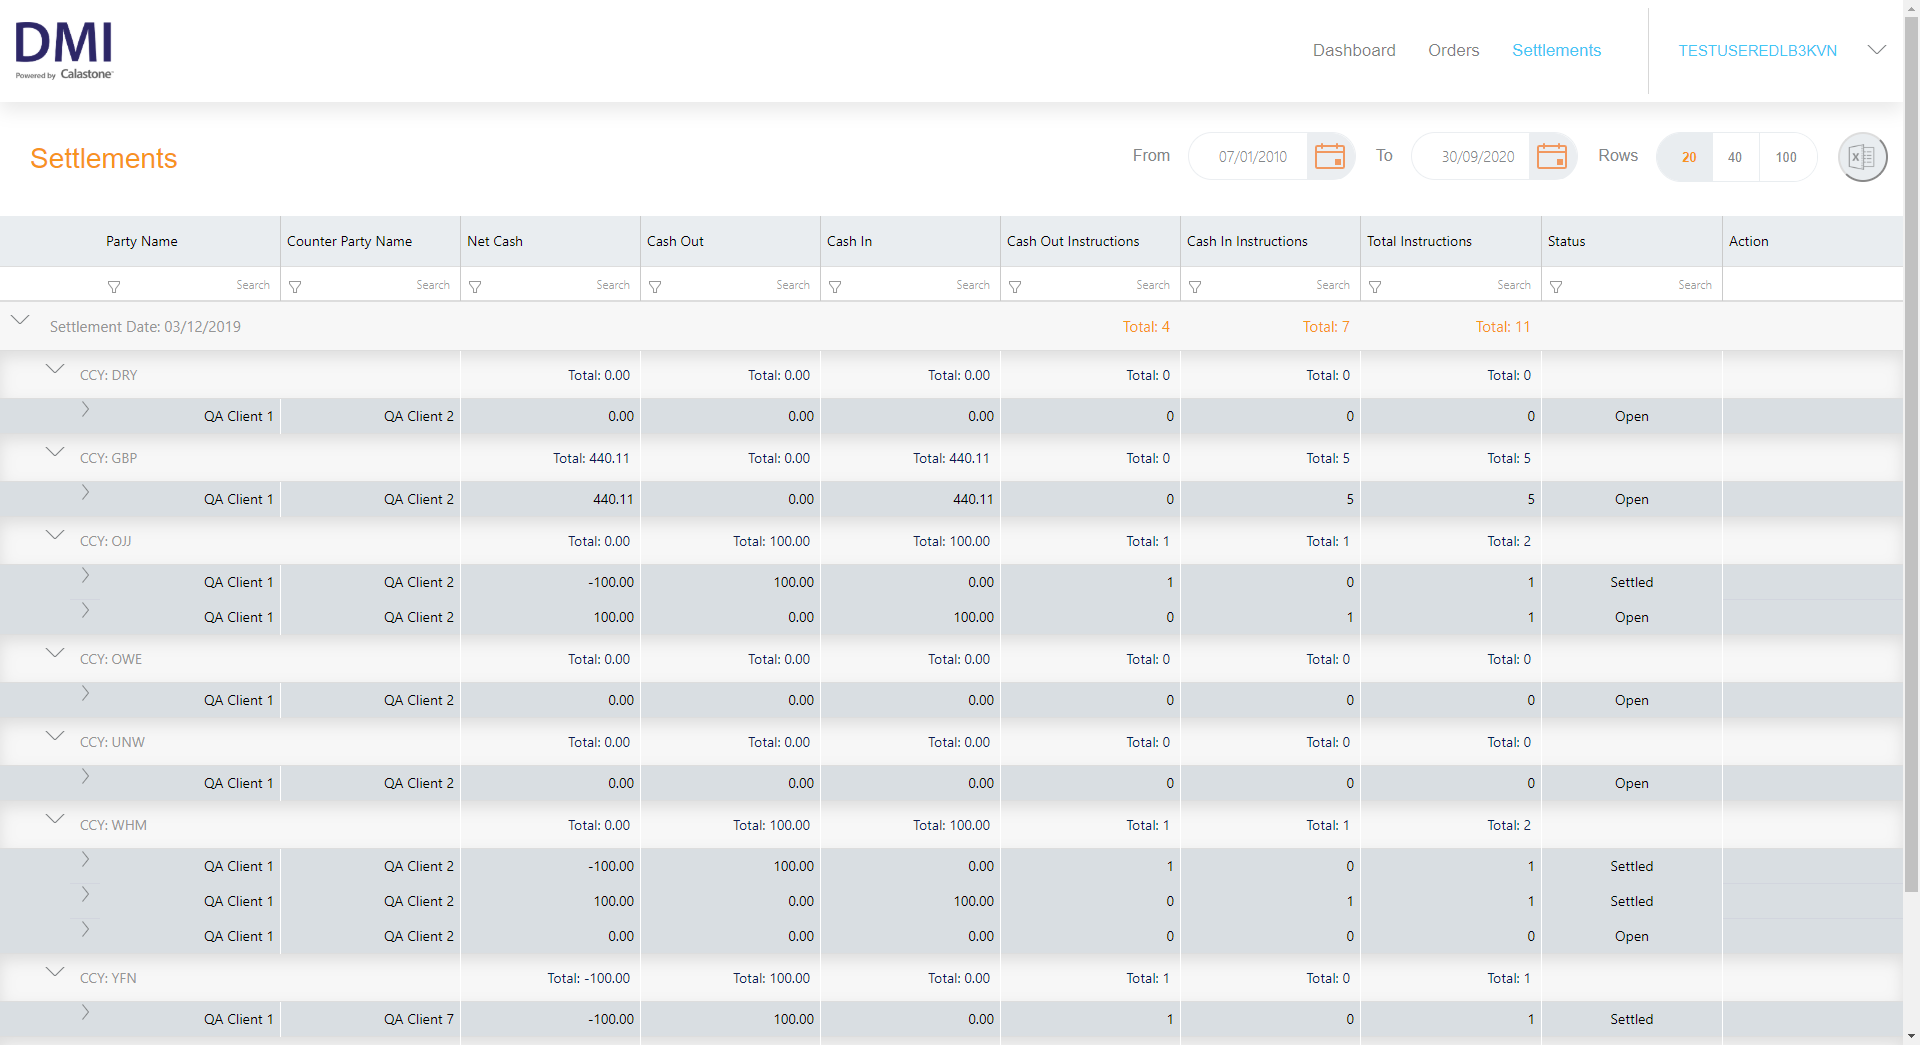 DMI
Powered by Calastone
Dashboard Orders Settlements TESTUSEREDLB3KVN
Settlements From 07/01/2010 To 30/09/2020 Rows 20 40 100
Party Name Counter Party Name Net Cash Cash Out Cash In Cash Out Instructions Cash In Instructions Total Instructions Status Action
Search Search Search Search Search Search Search Search Search
Settlement Date: 03/12/2019 Total: 4 Total: 7 Total: 11
CCY: DRY Total: 0.00 Total: 0.00 Total: 0.00 Total: 0 Total: 0 Total: 0
QA Client 1 QA Client 2 0.00 0.00 0.00 0 0 0 Open
CCY: GBP Total: 440.11 Total: 0.00 Total: 440.11 Total: 0 Total: 5 Total: 5
QA Client 1 QA Client 2 440.11 0.00 440.11 0 5 5 Open
CCY: OJJ Total: 0.00 Total: 100.00 Total: 100.00 Total: 1 Total: 1 Total: 2
QA Client 1 QA Client 2 -100.00 100.00 0.00 1 0 1 Settled
QA Client 1 QA Client 2 100.00 0.00 100.00 0 1 1 Open
CCY: OWE Total: 0.00 Total: 0.00 Total: 0.00 Total: 0 Total: 0 Total: 0
QA Client 1 QA Client 2 0.00 0.00 0.00 0 0 0 Open
CCY: UNW Total: 0.00 Total: 0.00 Total: 0.00 Total: 0 Total: 0 Total: 0
QA Client 1 QA Client 2 0.00 0.00 0.00 0 0 0 Open
CCY: WHM Total: 0.00 Total: 100.00 Total: 100.00 Total: 1 Total: 1 Total: 2
QA Client 1 QA Client 2 -100.00 100.00 0.00 1 0 1 Settled
QA Client 1 QA Client 2 100.00 0.00 100.00 0 1 1 Settled
QA Client 1 QA Client 2 0.00 0.00 0.00 0 0 0 Open
CCY: YFN Total: -100.00 Total: 100.00 Total: 0.00 Total: 1 Total: 0 Total: 1
QA Client 1 QA Client 7 -100.00 100.00 0.00 1 0 1 Settled